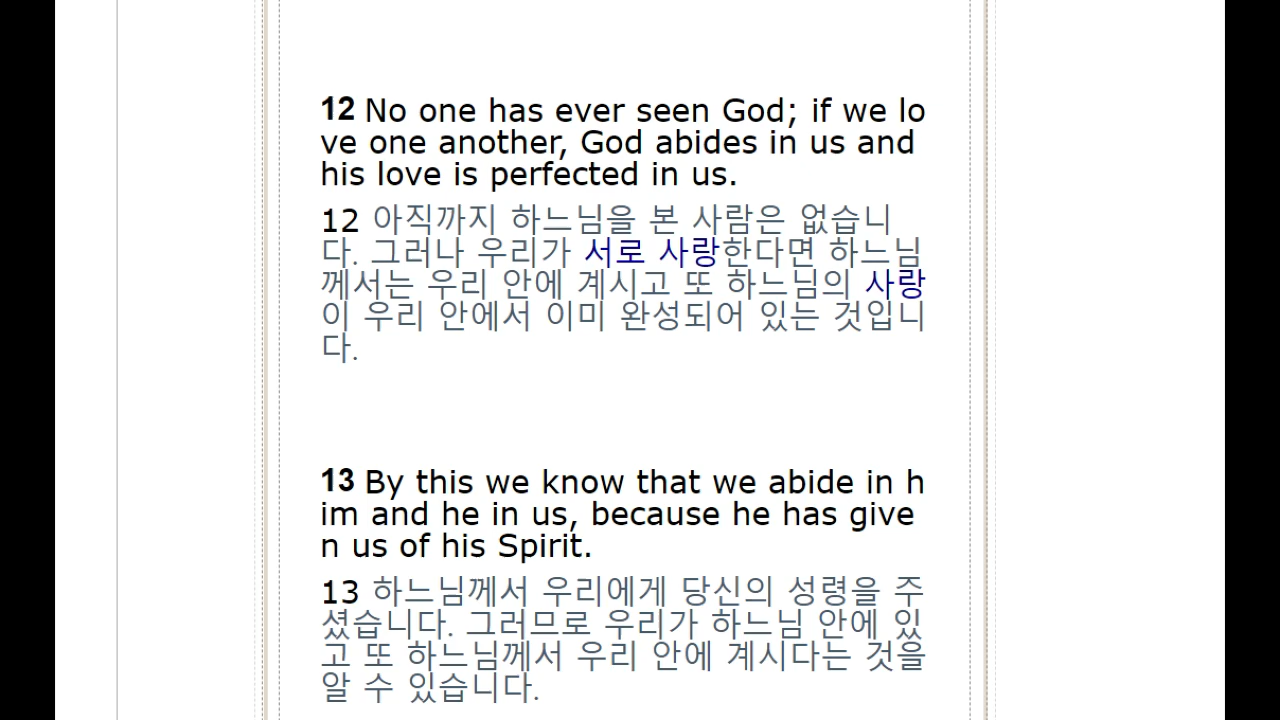 12 No one has ever seen God; if we lo
ve one another, God abides in us and
his love is perfected in us.
12 아직까지 하느님을 본 사람은 없습니
다. 그러나 우리가 서로 사랑한다면 하느님
께서는 우리 안에 계시고 또 하느님의 사랑
이 우리 안에서 이미 완성되어 있는 것입니
다.
13 By this we know that we abide in h
im and he in us, because he has give
n us of his Spirit.
13 하느님께서 우리에게 당신의 성령을 주
셨습니다. 그러므로 우리가 하느님 안에 있
고 또 하느님께서 우리 안에 계시다는 것을
알 수 있습니다.